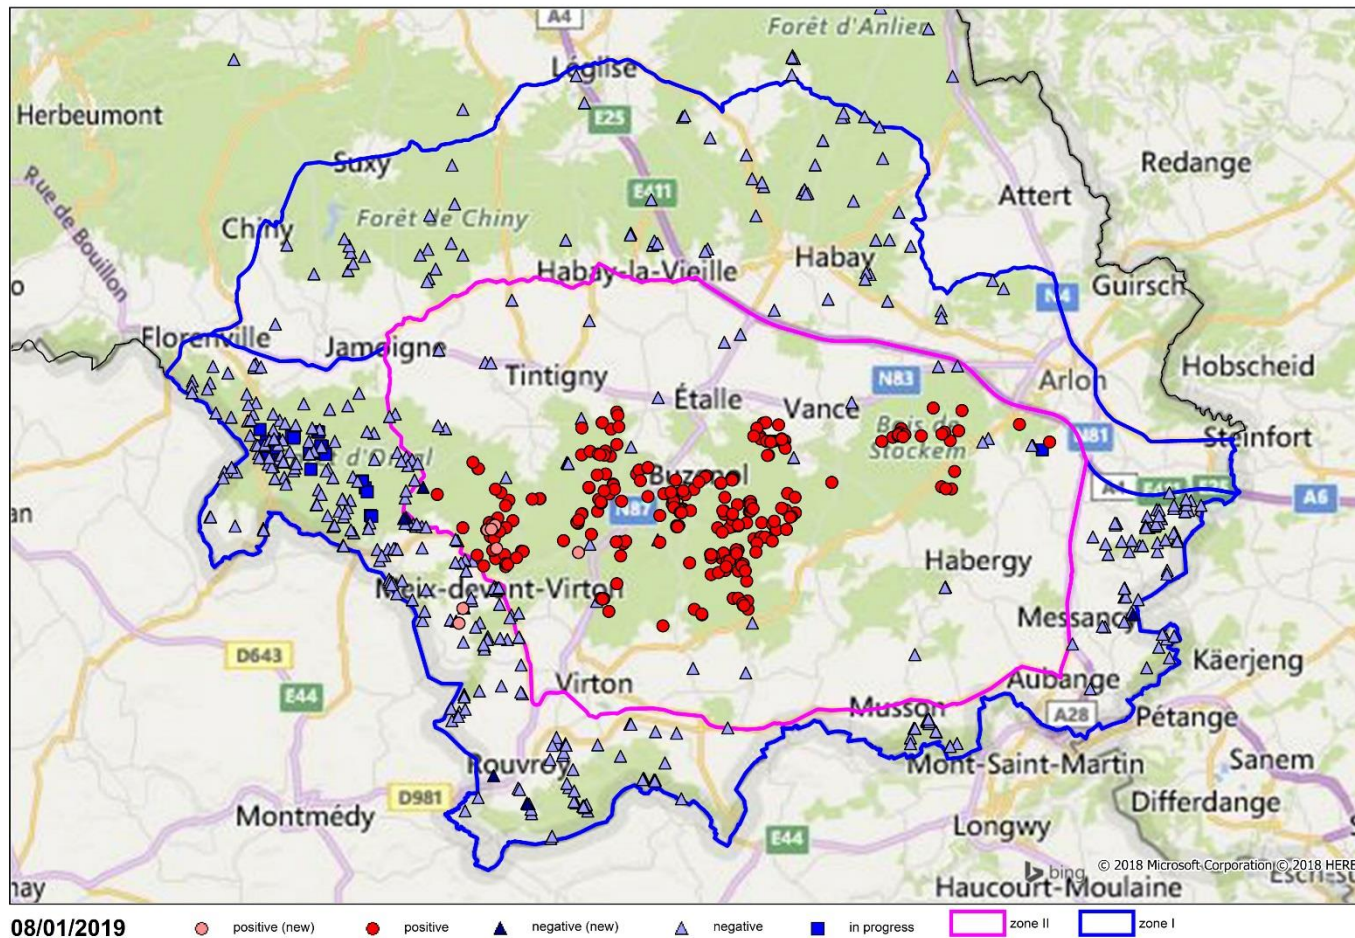 A4
Forêt d'Anlier
Léglise
Herbeumont
E25
Suxy
Redange
E411
Attert
Rue de Bouillon
Chiny
Forêt de Chiny
Habay-la-Vieille
Habay
Guirsch
o
N4
Florenville
Jamoigne
Hobscheid
Tintigny
N83
Arlon
Étalle
Vance
Bois de
Stockem
N81
Steinfort
d'Orval
Buzenol
A4
A6
an
N87
Habergy
Meix-devant-Virton
Messancy
D643
Käerjeng
E44
Virton
Aubange
Musson
A28
Pétange
Rouvroy
Mont-Saint-Martin
Sanem
D981
Differdange
Montmédy
Longwy
E44
bing
© 2018 Microsoft Corporation © 2018 HERE
nay
Haucourt-Moulaine
08/01/2019 positive (new) positive negative (new) negative in progress zone II zone I